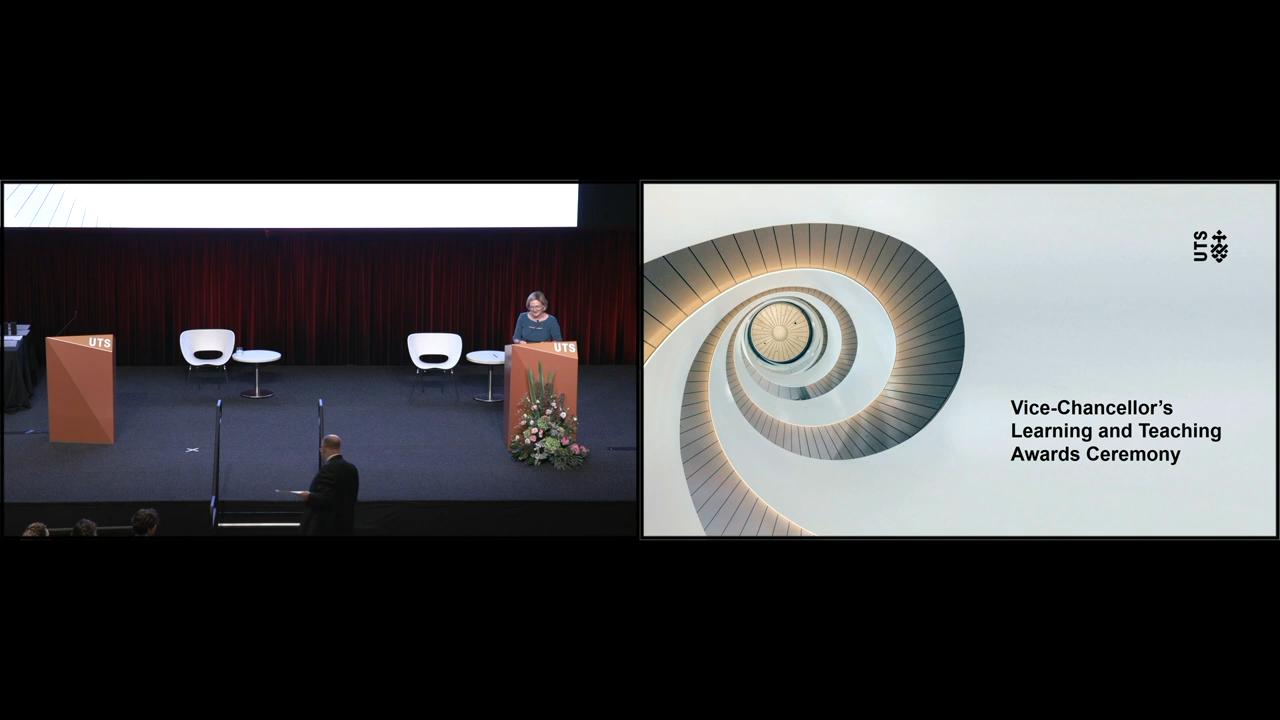 UTS
UTS
UTS
Vice-Chancellor's
Learning and Teaching
Awards Ceremony